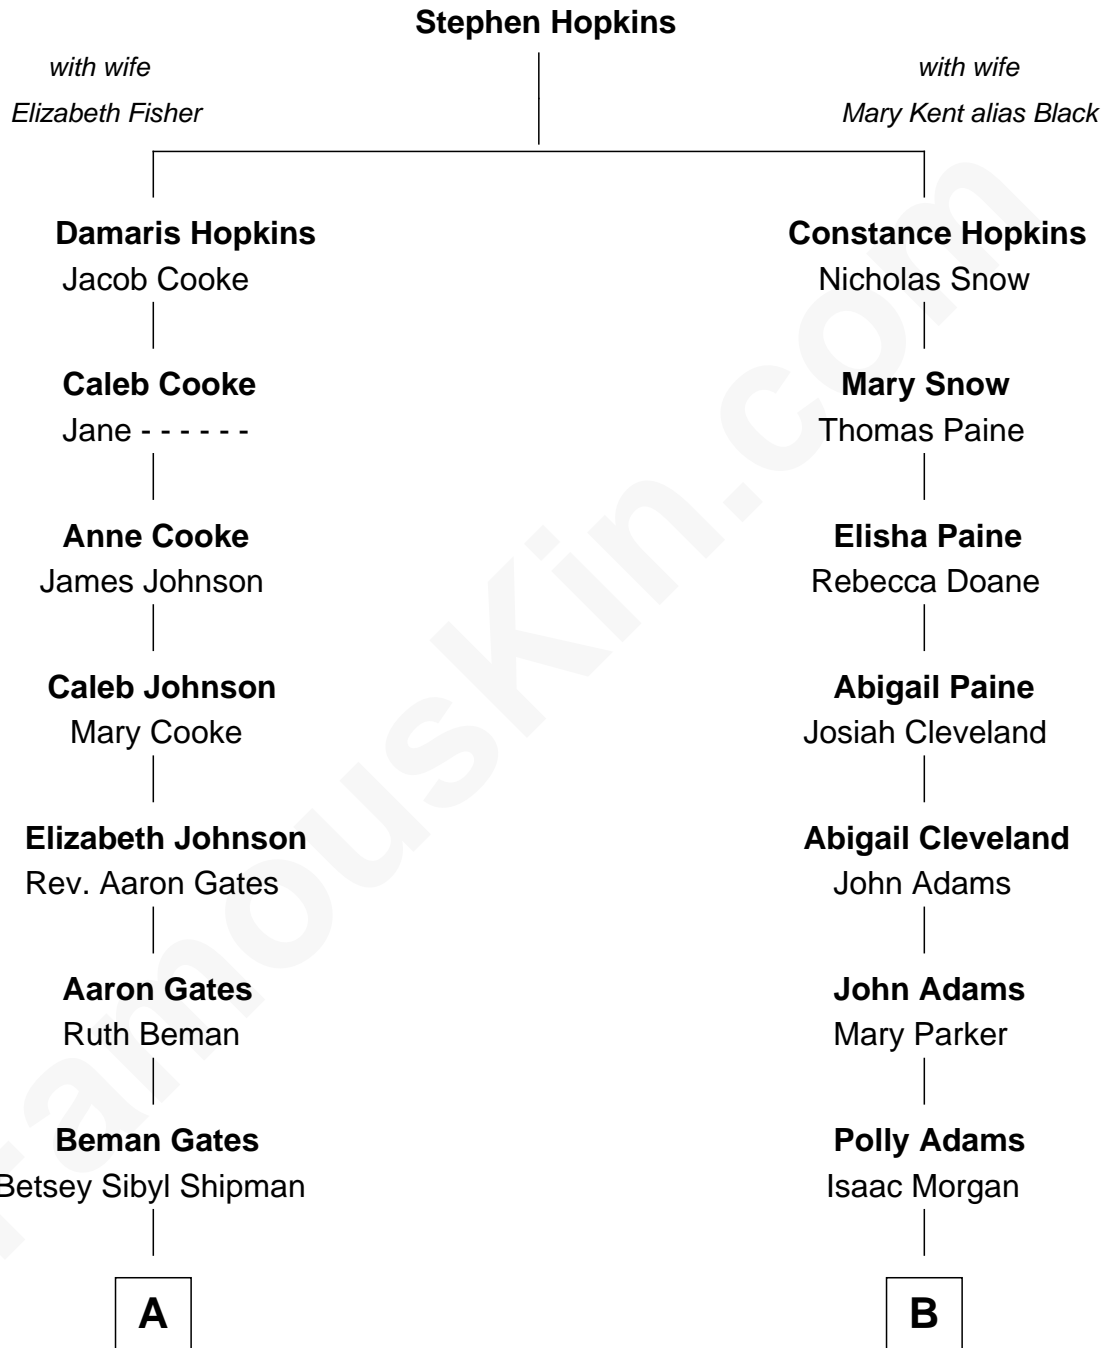 Stephen Hopkins
with wife
Elizabeth Fisher
with wife
Mary Kent alias Black
Damaris Hopkins
Jacob Cooke
Constance Hopkins
Nicholas Snow
Caleb Cooke
Jane - - - - - -
Mary Snow
Thomas Paine
Anne Cooke
James Johnson
Elisha Paine
Rebecca Doane
Caleb Johnson
Mary Cooke
Abigail Paine
Josiah Cleveland
Elizabeth Johnson
Rev. Aaron Gates
Abigail Cleveland
John Adams
Aaron Gates
Ruth Beman
John Adams
Mary Parker
Beman Gates
Betsey Sibyl Shipman
Polly Adams
Isaac Morgan
A
B
FamousKin.com